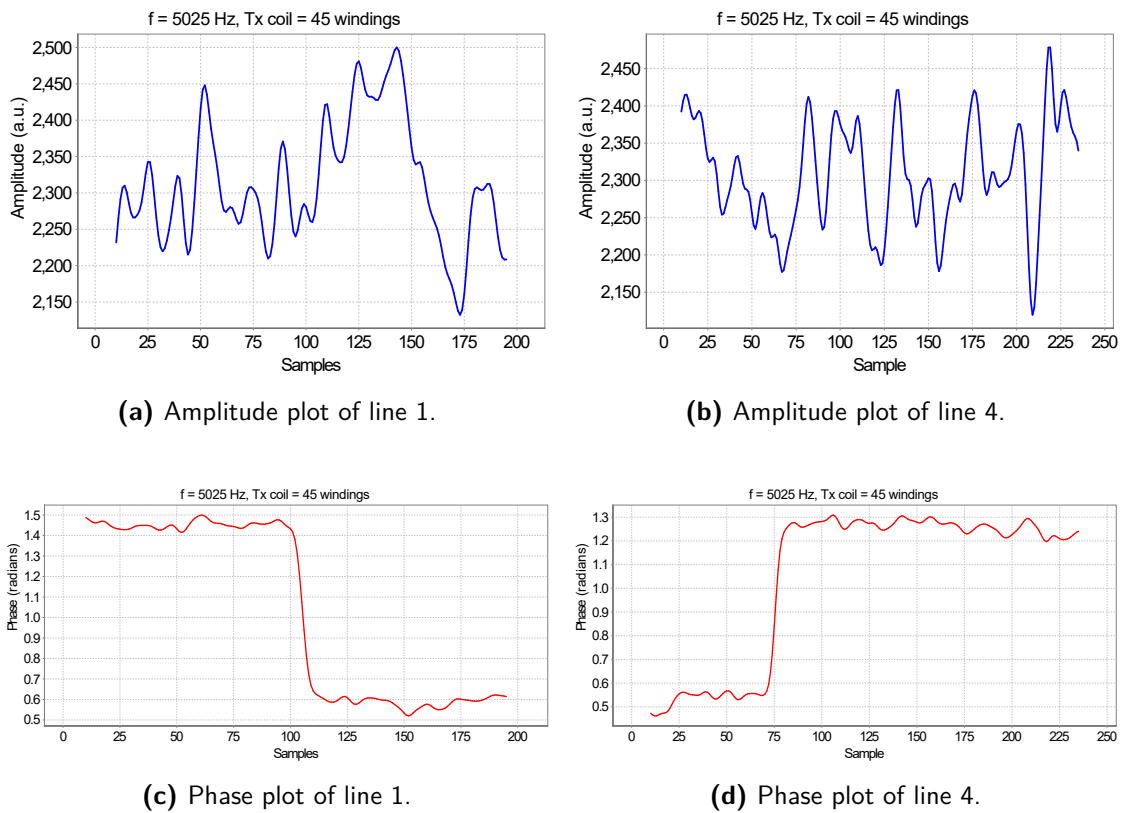 f = 5025 Hz, Tx coil = 45 windings
Amplitude (a.u.)
2,500
2,450
2,400
2,350
2,300
2,250
2,200
2,150
0 25 50 75 100 125 150 175 200
Samples
(a) Amplitude plot of line 1.
f = 5025 Hz, Tx coil = 45 windings
Amplitude (a.u.)
2,450
2,400
2,350
2,300
2,250
2,200
2,150
0 25 50 75 100 125 150 175 200 225 250
Sample
(b) Amplitude plot of line 4.
f = 5025 Hz, Tx coil = 45 windings
Phase (radians)
1.5
1.4
1.3
1.2
1.1
1.0
0.9
0.8
0.7
0.6
0.5
0 25 50 75 100 125 150 175 200
Samples
(c) Phase plot of line 1.
f = 5025 Hz, Tx coil = 45 windings
Phase (radians)
1.3
1.2
1.1
1.0
0.9
0.8
0.7
0.6
0.5
0 25 50 75 100 125 150 175 200 225 250
Sample
(d) Phase plot of line 4.